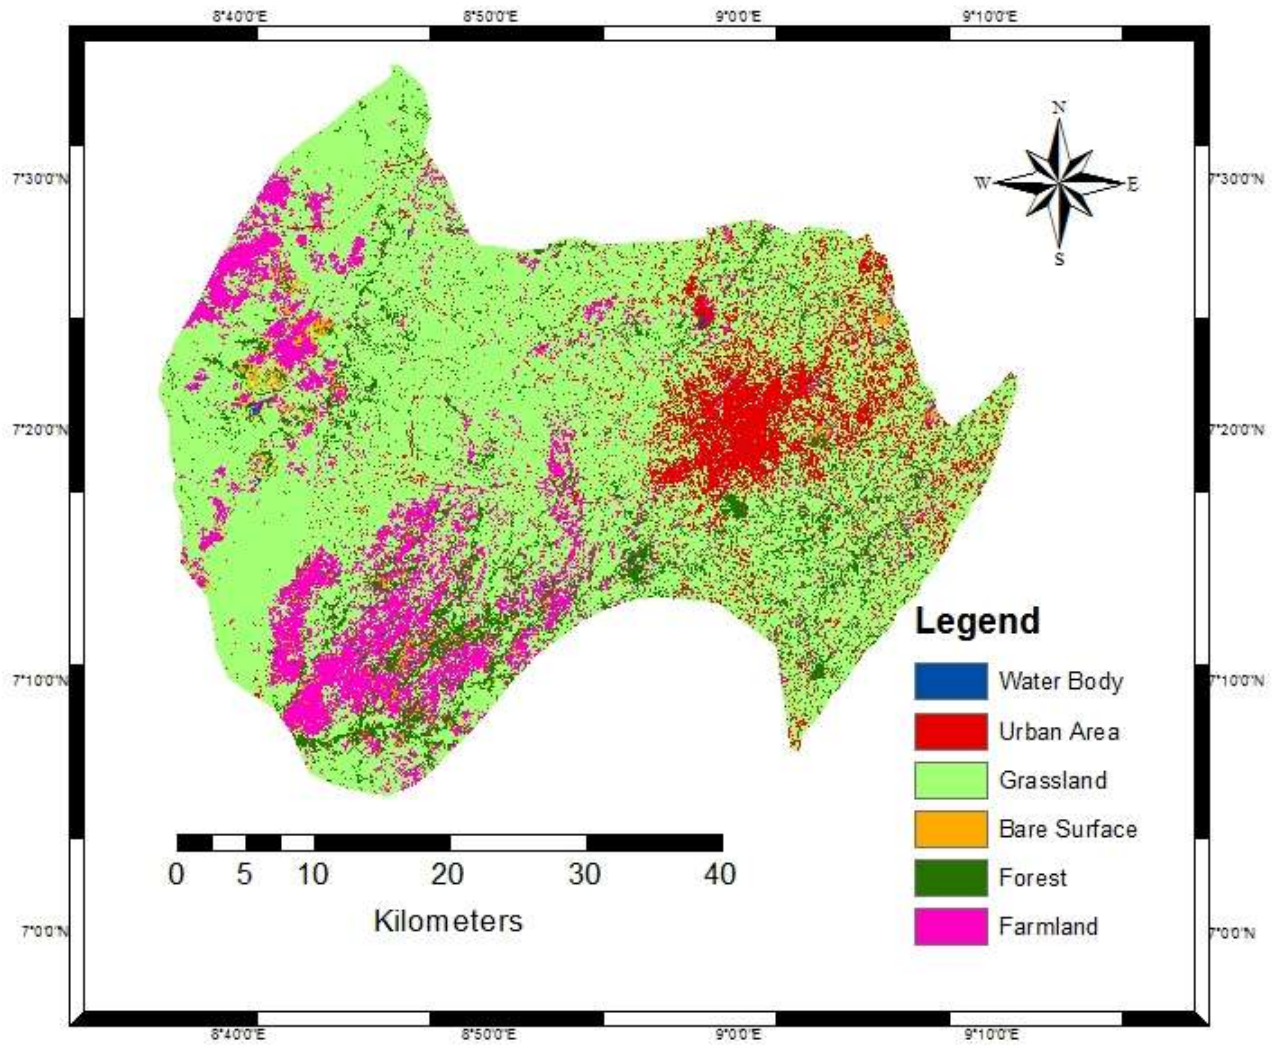 8°40'0"E 8°50'0"E 9°0'0"E 9°10'0"E
N
W E
S
7°30'0"N 7°30'0"N
7°20'0"N 7°20'0"N
Legend
Water Body
7°10'0"N 7°10'0"N
Urban Area
Grassland
Bare Surface
0 5 10 20 30 40
Forest
Kilometers
Farmland
7°0'0"N 7°0'0"N
8°40'0"E 8°50'0"E 9°0'0"E 9°10'0"E